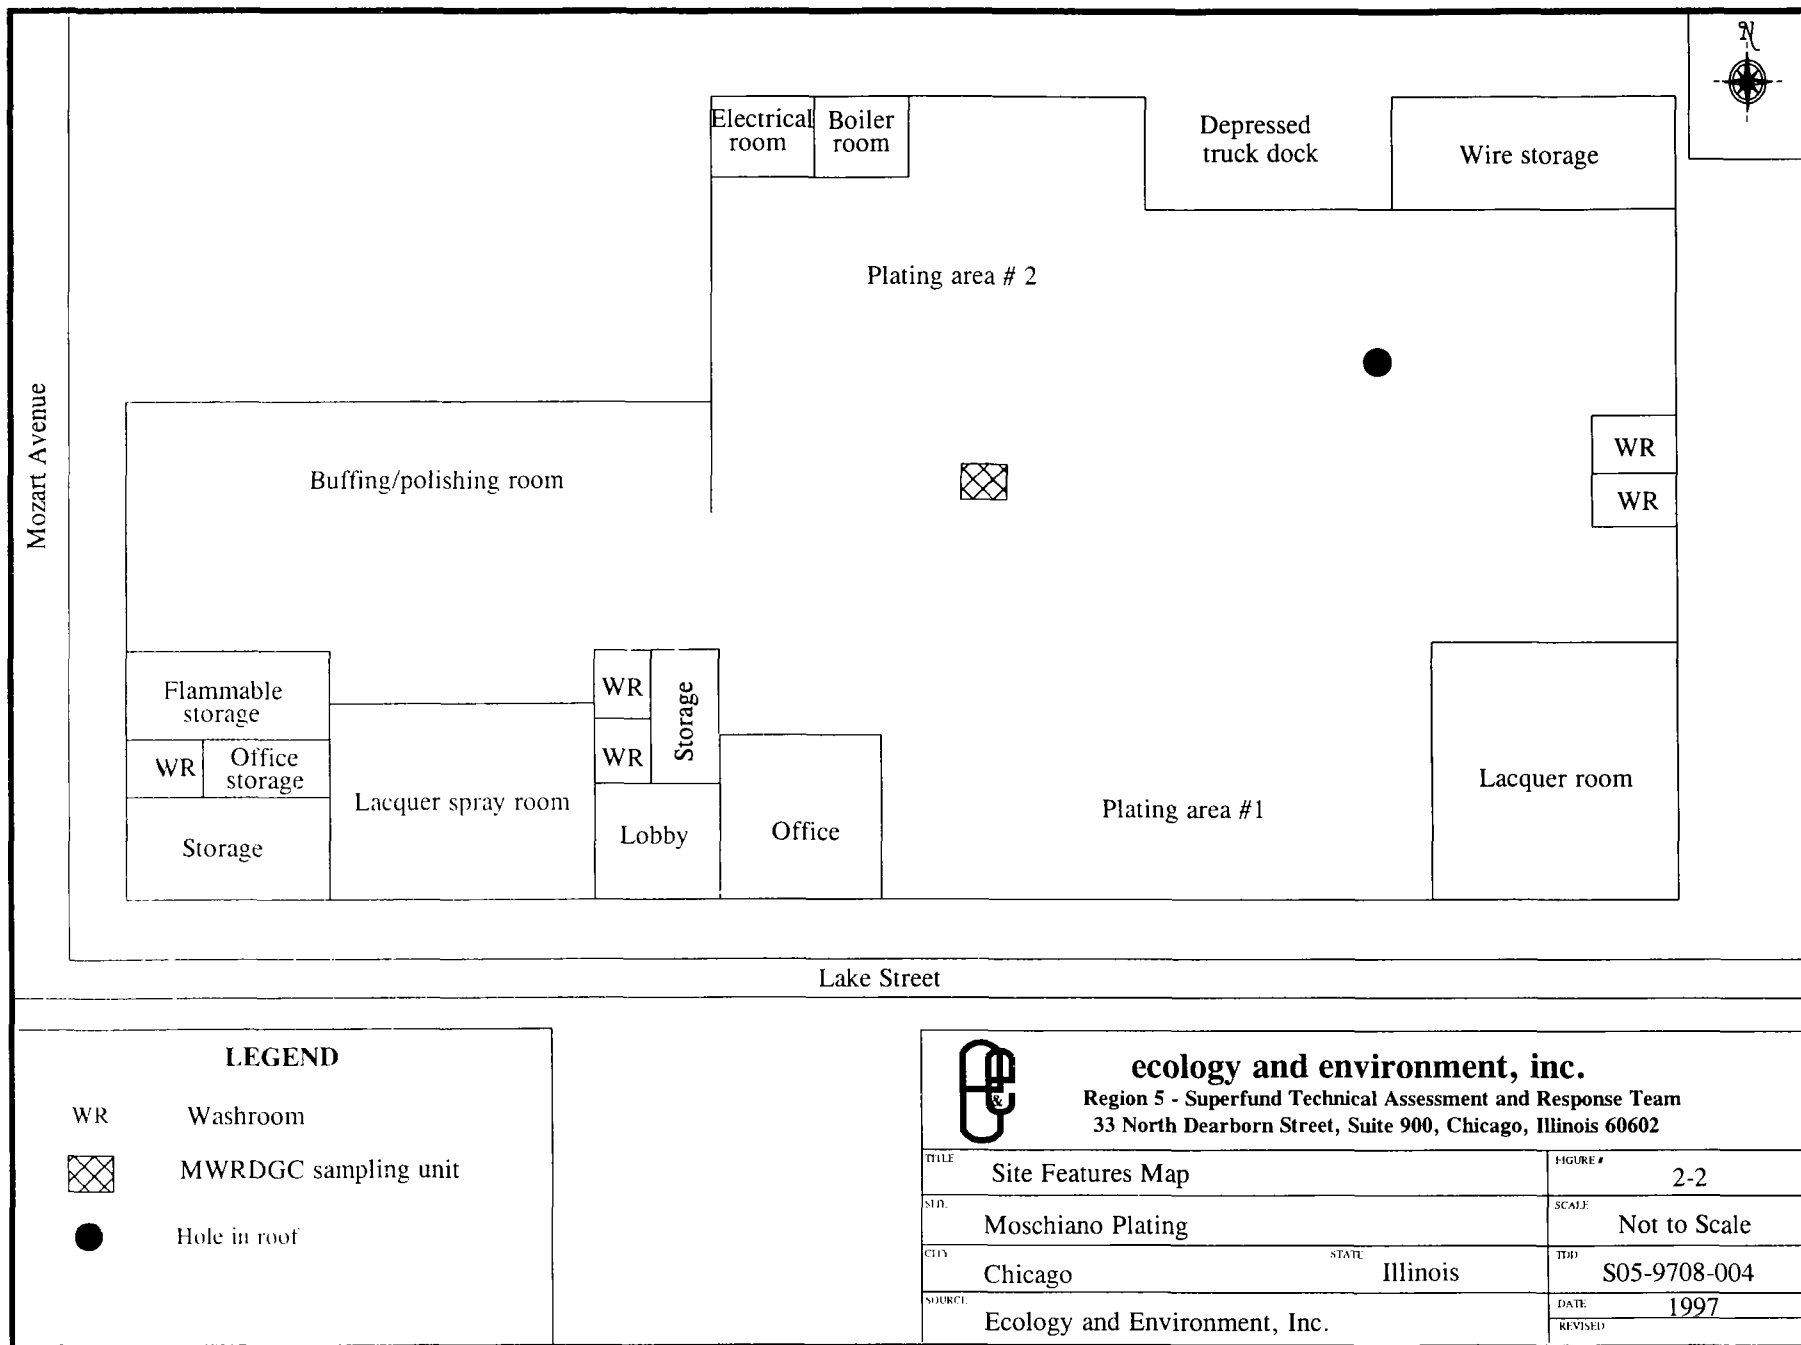 N
Electrical
room
Boiler
room
Depressed
truck dock
Wire storage
Plating area # 2
Mozart Avenue
Buffing/polishing room
WR
WR
Flammable
storage
WR
Office
storage
Storage
Lacquer spray room
WR
WR
Storage
Lobby
Office
Plating area #1
Lacquer room
Lake Street
LEGEND
WR Washroom
MWRDGC sampling unit
Hole in roof
e&e
ecology and environment, inc.
Region 5 - Superfund Technical Assessment and Response Team
33 North Dearborn Street, Suite 900, Chicago, Illinois 60602
TITLE Site Features Map
FIGURE # 2-2
SITE Moschiano Plating
SCALE Not to Scale
CITY Chicago
STATE Illinois
TDD S05-9708-004
SOURCE Ecology and Environment, Inc.
DATE 1997
REVISED